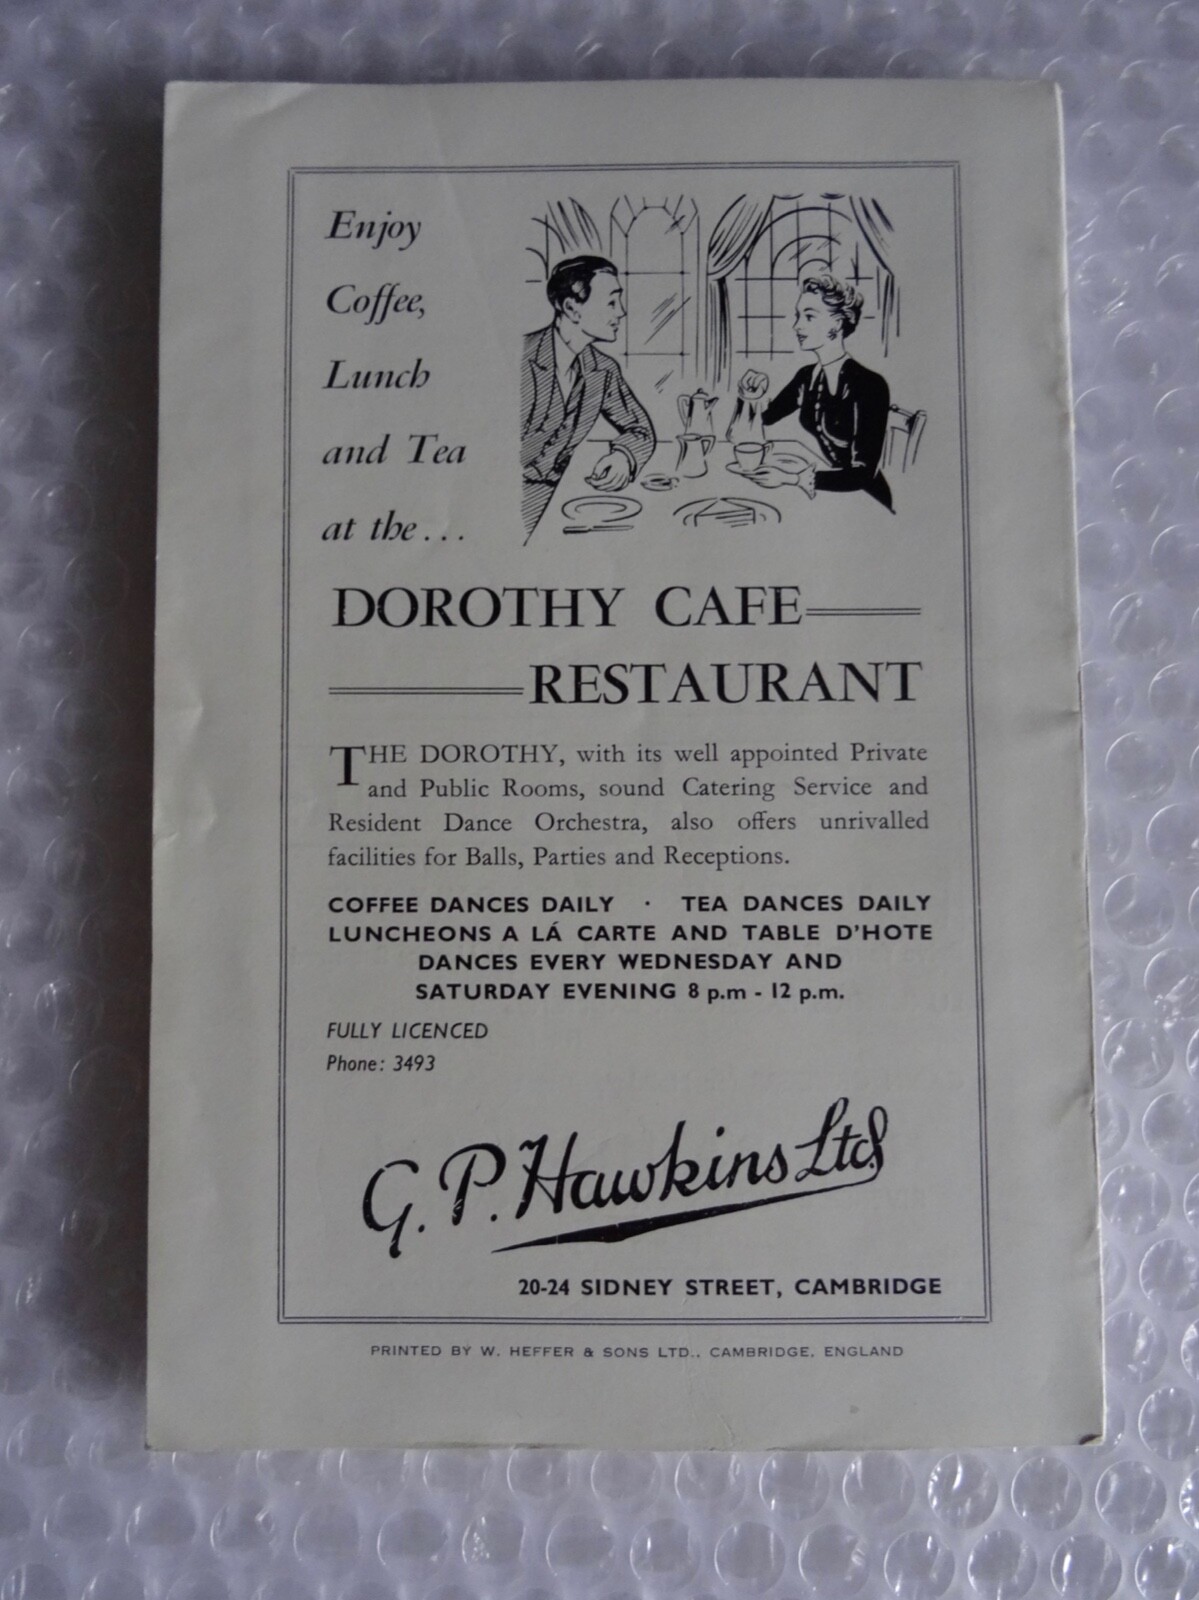 Enjoy
Coffee,
Lunch
and Tea
at the...
DOROTHY CAFE
RESTAURANT
THE DOROTHY, with its well appointed Private
and Public Rooms, sound Catering Service and
Resident Dance Orchestra, also offers unrivalled
facilities for Balls, Parties and Receptions.
COFFEE DANCES DAILY · TEA DANCES DAILY
LUNCHEONS A LÁ CARTE AND TABLE D'HOTE
DANCES EVERY WEDNESDAY AND
SATURDAY EVENING 8 p.m - 12 p.m.
FULLY LICENCED
Phone: 3493
G. P. Hawkins Ltd.
20-24 SIDNEY STREET, CAMBRIDGE
PRINTED BY W. HEFFER & SONS LTD., CAMBRIDGE, ENGLAND